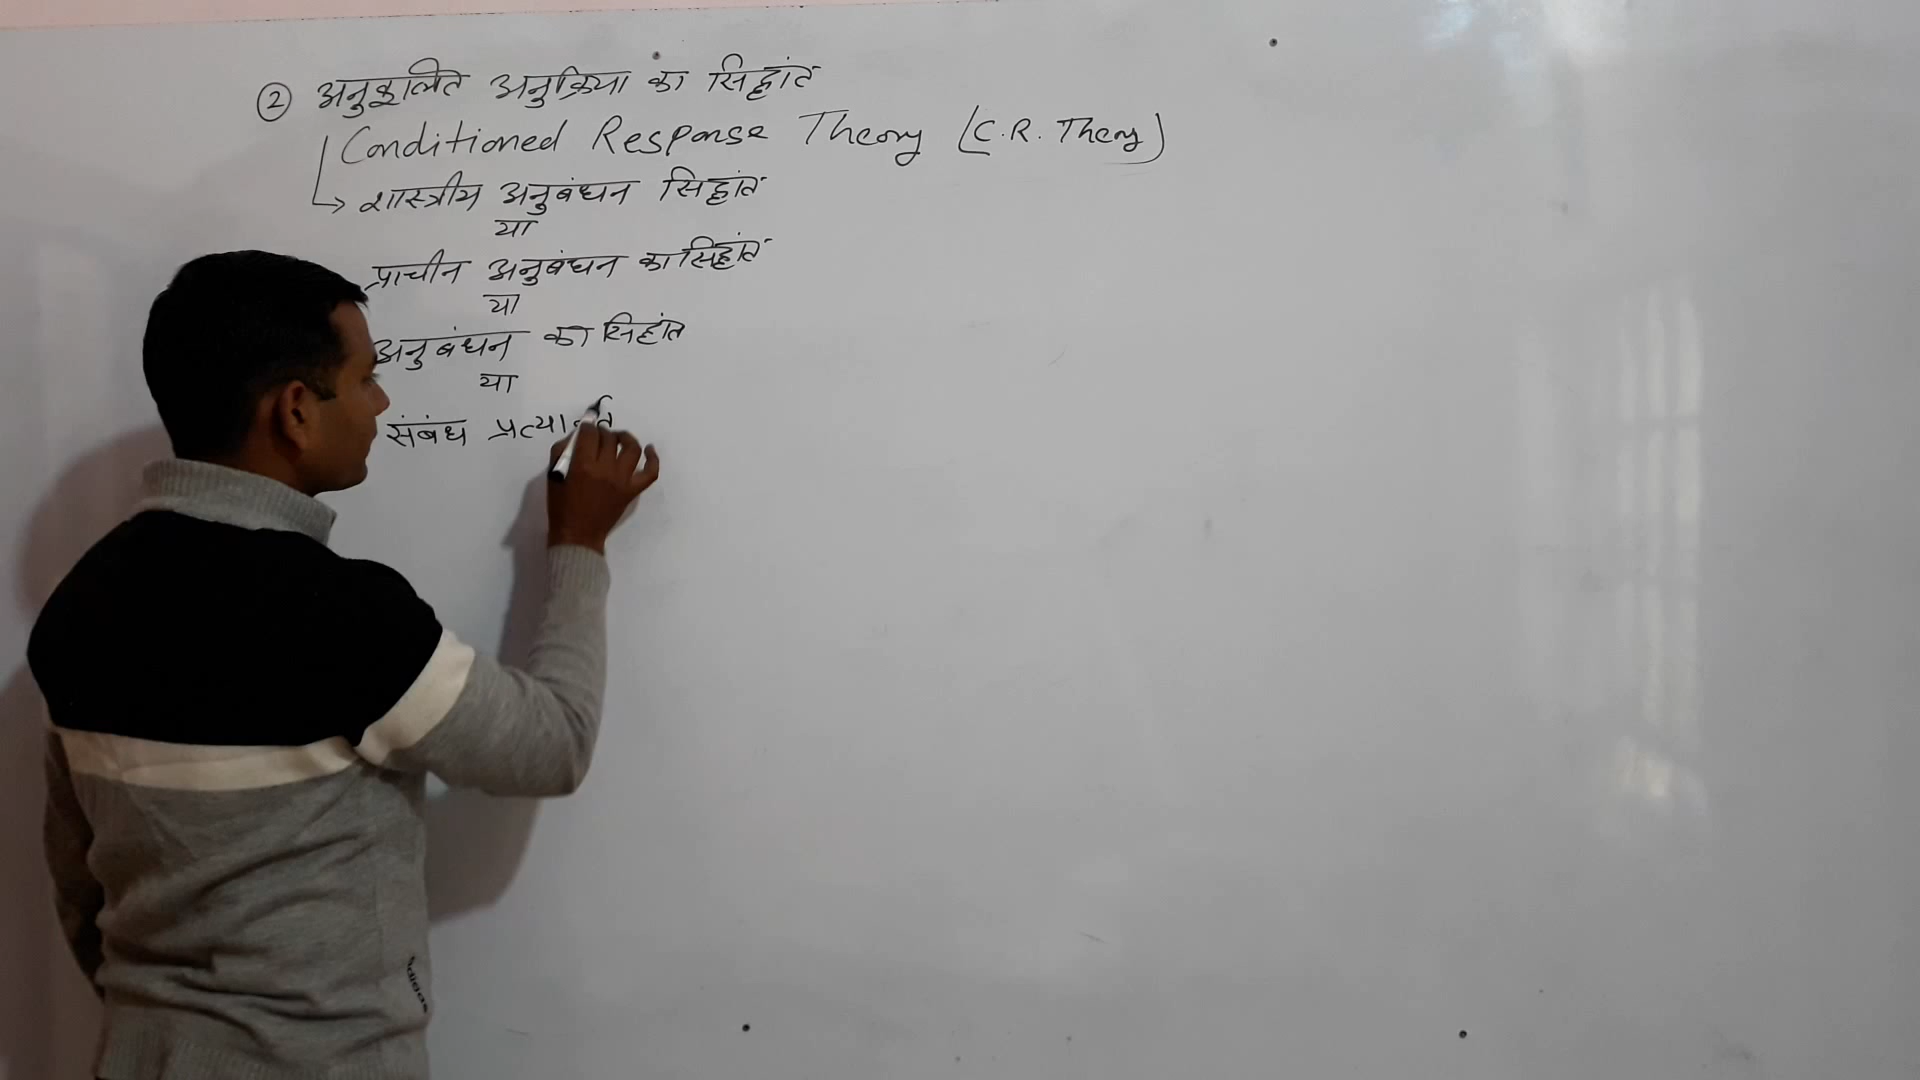 ② अनुकूलित अनुक्रिया का सिद्धांत
Conditioned Response Theory (C.R. Theory)
शास्त्रीय अनुबंधन सिद्धांत
या
प्राचीन अनुबंधन का सिद्धांत
या
अनुबंधन का सिद्धांत
या
संबंध